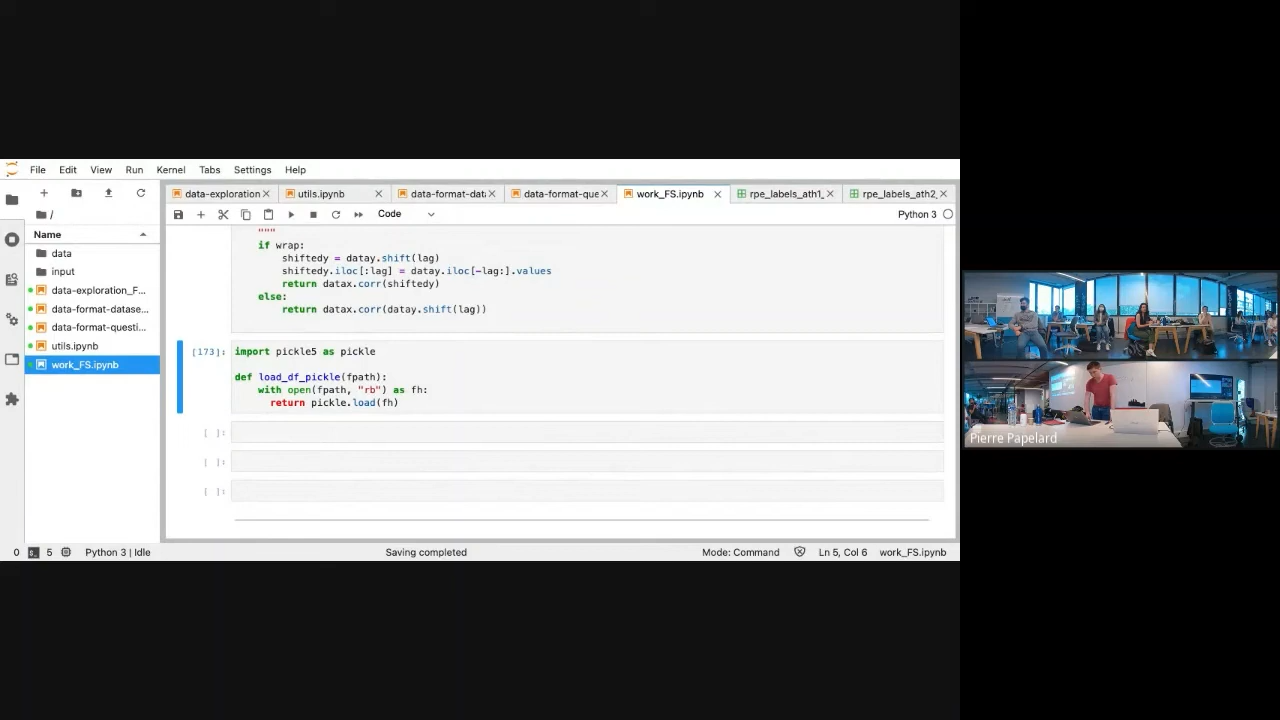 File Edit View Run Kernel Tabs Settings Help
data-exploration
utils.ipynb
data-format-dat
data-format-que
work_FS.ipynb
rpe_labels_ath1_
rpe_labels_ath2_
/
Code
Python 3
Name
data
input
data-exploration_F...
data-format-datase...
data-format-questi...
utils.ipynb
work_FS.ipynb
"""
if wrap:
shiftedy = datay.shift(lag)
shiftedy.iloc[:lag] = datay.iloc[-lag:].values
return datax.corr(shiftedy)
else:
return datax.corr(datay.shift(lag))
[173]:
import pickle5 as pickle
def load_df_pickle(fpath):
with open(fpath, "rb") as fh:
return pickle.load(fh)
[ ]:
[ ]:
[ ]:
0 5 Python 3 | Idle Saving completed Mode: Command Ln 5, Col 6 work_FS.ipynb
Pierre Papelard